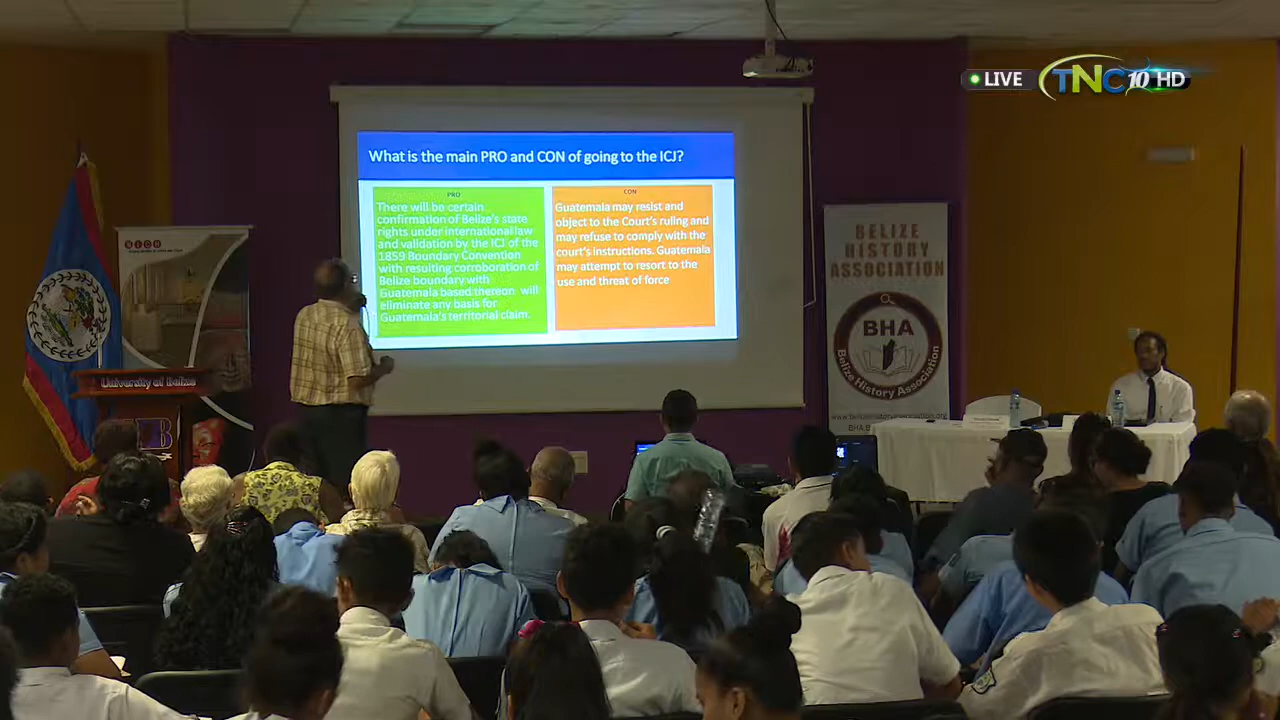 LIVE TNC10 HD
What is the main PRO and CON of going to the ICJ?
PRO
There will be certain
confirmation of Belize's state
rights under international law
and validation by the ICJ of the
1859 Boundary Convention
with resulting corroboration of
Belize boundary with
Guatemala based thereon will
eliminate any basis for
Guatemala's territorial claim.
CON
Guatemala may resist and
object to the Court's ruling and
may refuse to comply with the
court's instructions. Guatemala
may attempt to resort to the
use and threat of force
BELIZE
HISTORY
ASSOCIATION
BHA
Belize History Association
University of Belize